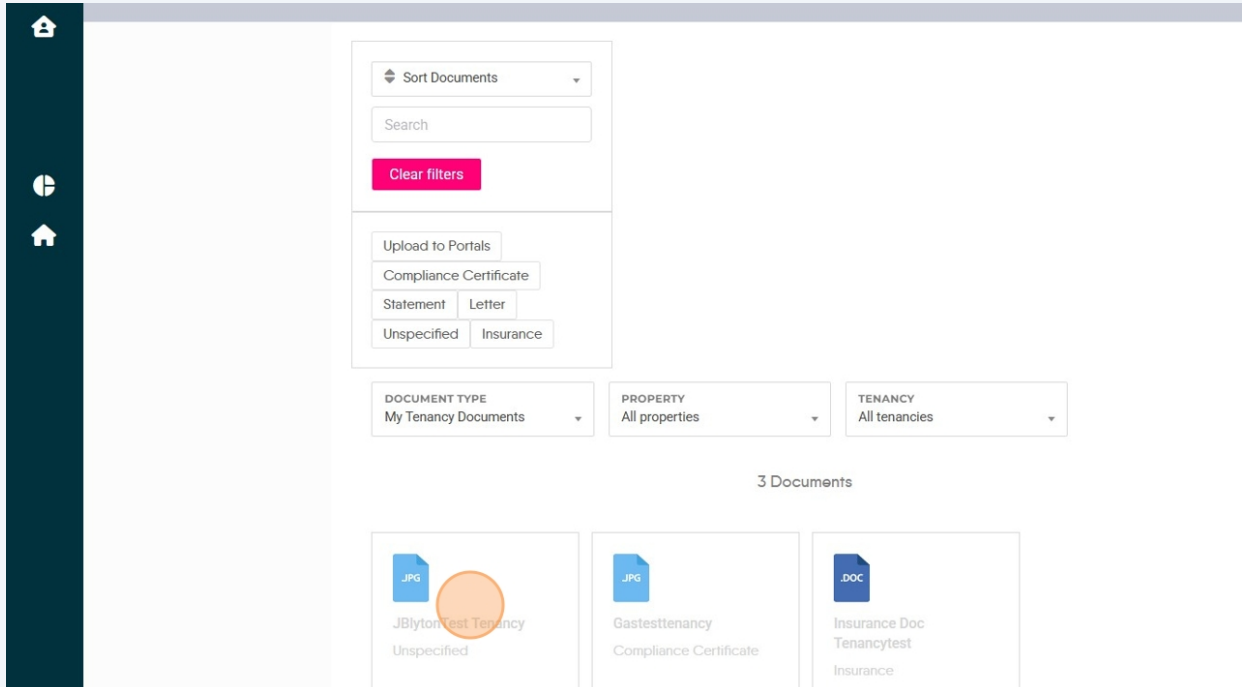 Sort Documents
Search
Clear filters
Upload to Portals
Compliance Certificate
Statement Letter
Unspecified Insurance
DOCUMENT TYPE
My Tenancy Documents
PROPERTY
All properties
TENANCY
All tenancies
3 Documents
.JPG
JBlytonTest Tenancy
Unspecified
.JPG
Gastesttenancy
Compliance Certificate
.DOC
Insurance Doc
Tenancytest
Insurance